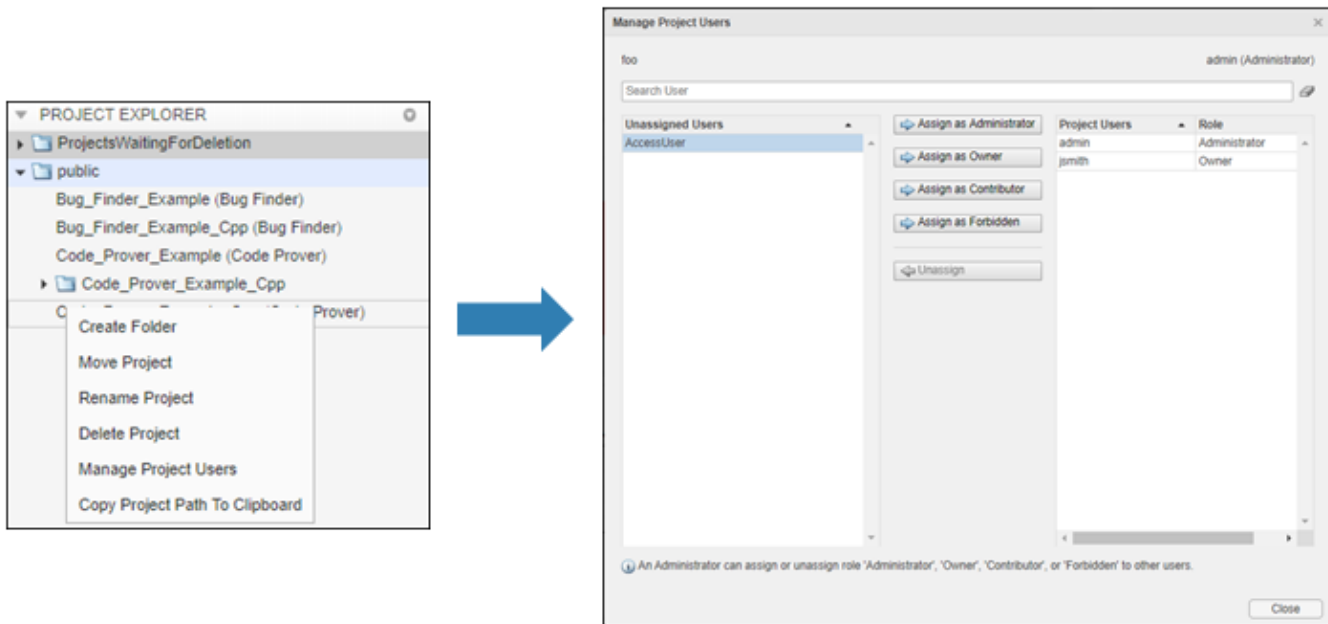 PROJECT EXPLORER
ProjectsWaitingForDeletion
public
Bug_Finder_Example (Bug Finder)
Bug_Finder_Example_Cpp (Bug Finder)
Code_Prover_Example (Code Prover)
Code_Prover_Example_Cpp
Prover)
Create Folder
Move Project
Rename Project
Delete Project
Manage Project Users
Copy Project Path To Clipboard
Manage Project Users
foo
admin (Administrator)
Search User
Unassigned Users
AccessUser
Assign as Administrator
Assign as Owner
Assign as Contributor
Assign as Forbidden
Unassign
Project Users Role
admin Administrator
jsmith Owner
An Administrator can assign or unassign role 'Administrator', 'Owner', 'Contributor', or 'Forbidden' to other users.
Close